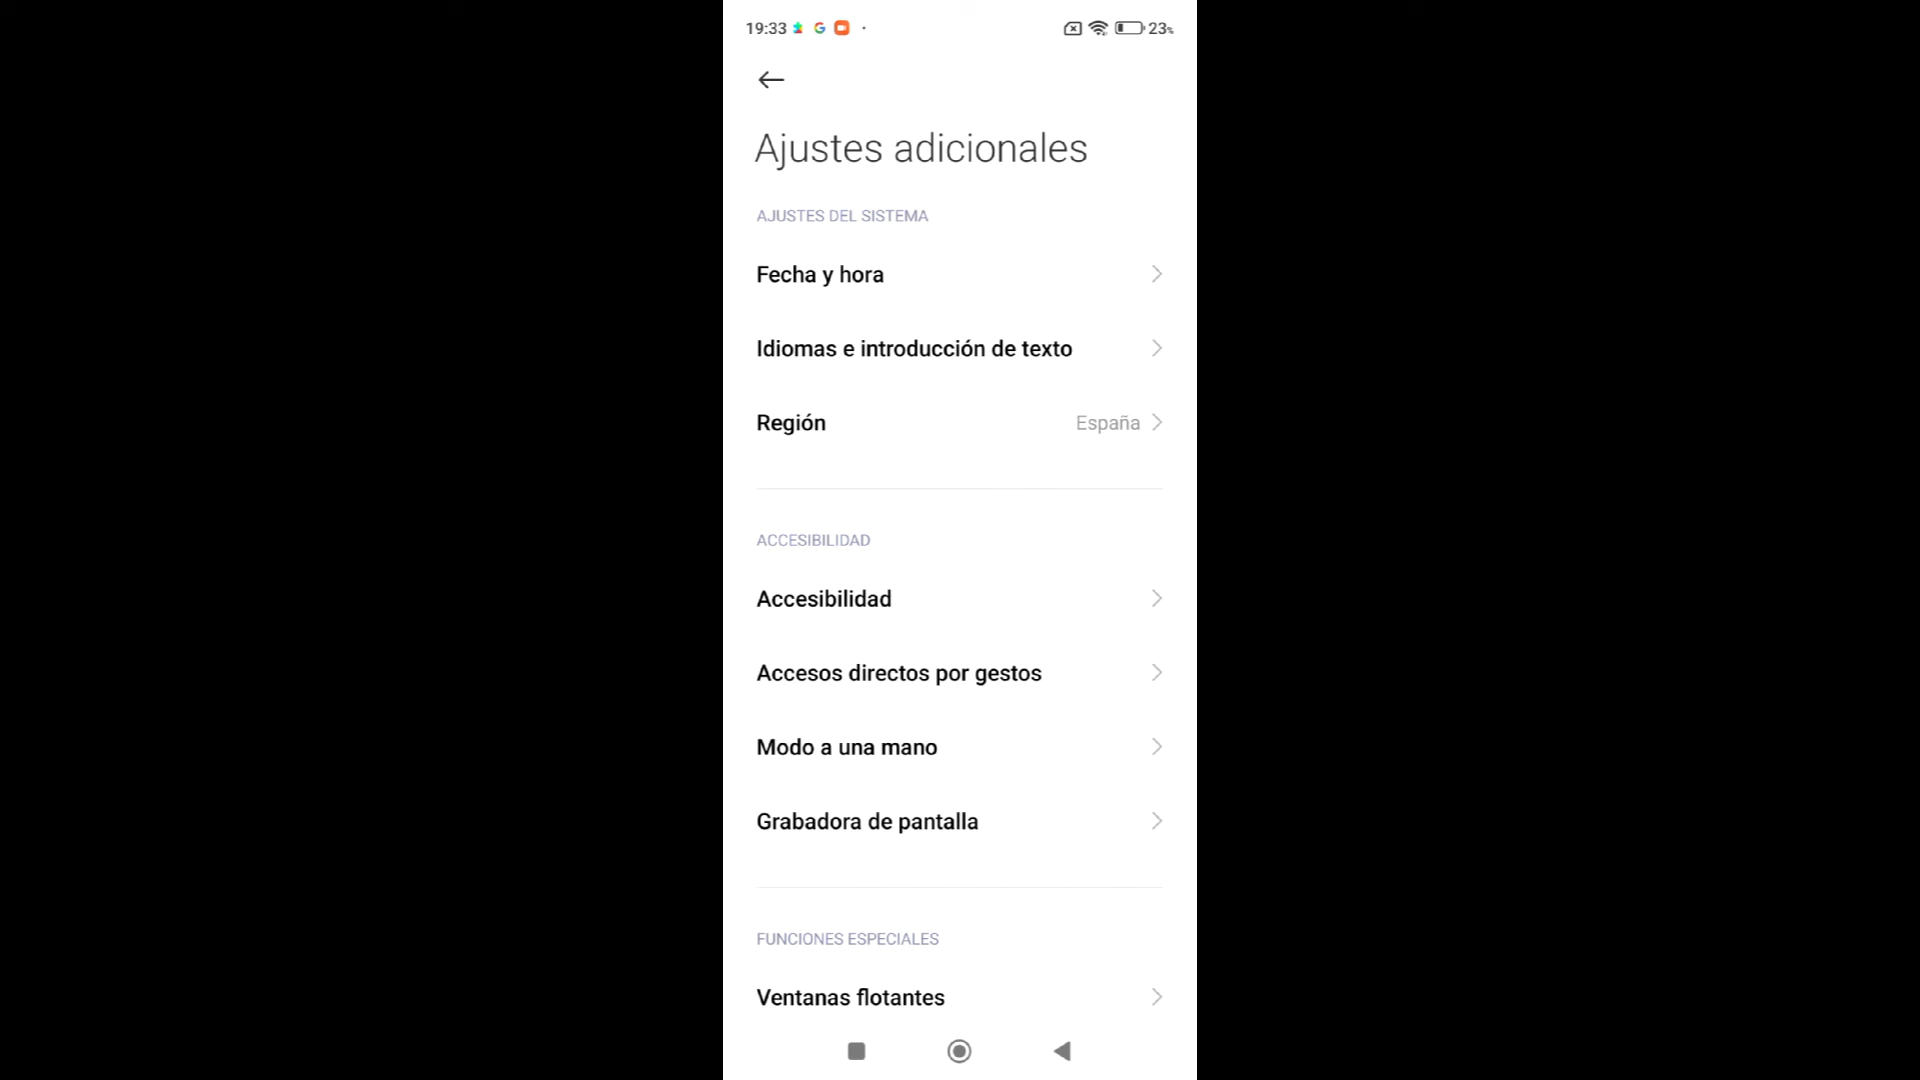 19:33 23%
Ajustes adicionales
AJUSTES DEL SISTEMA
Fecha y hora
Idiomas e introducción de texto
Región España
ACCESIBILIDAD
Accesibilidad
Accesos directos por gestos
Modo a una mano
Grabadora de pantalla
FUNCIONES ESPECIALES
Ventanas flotantes